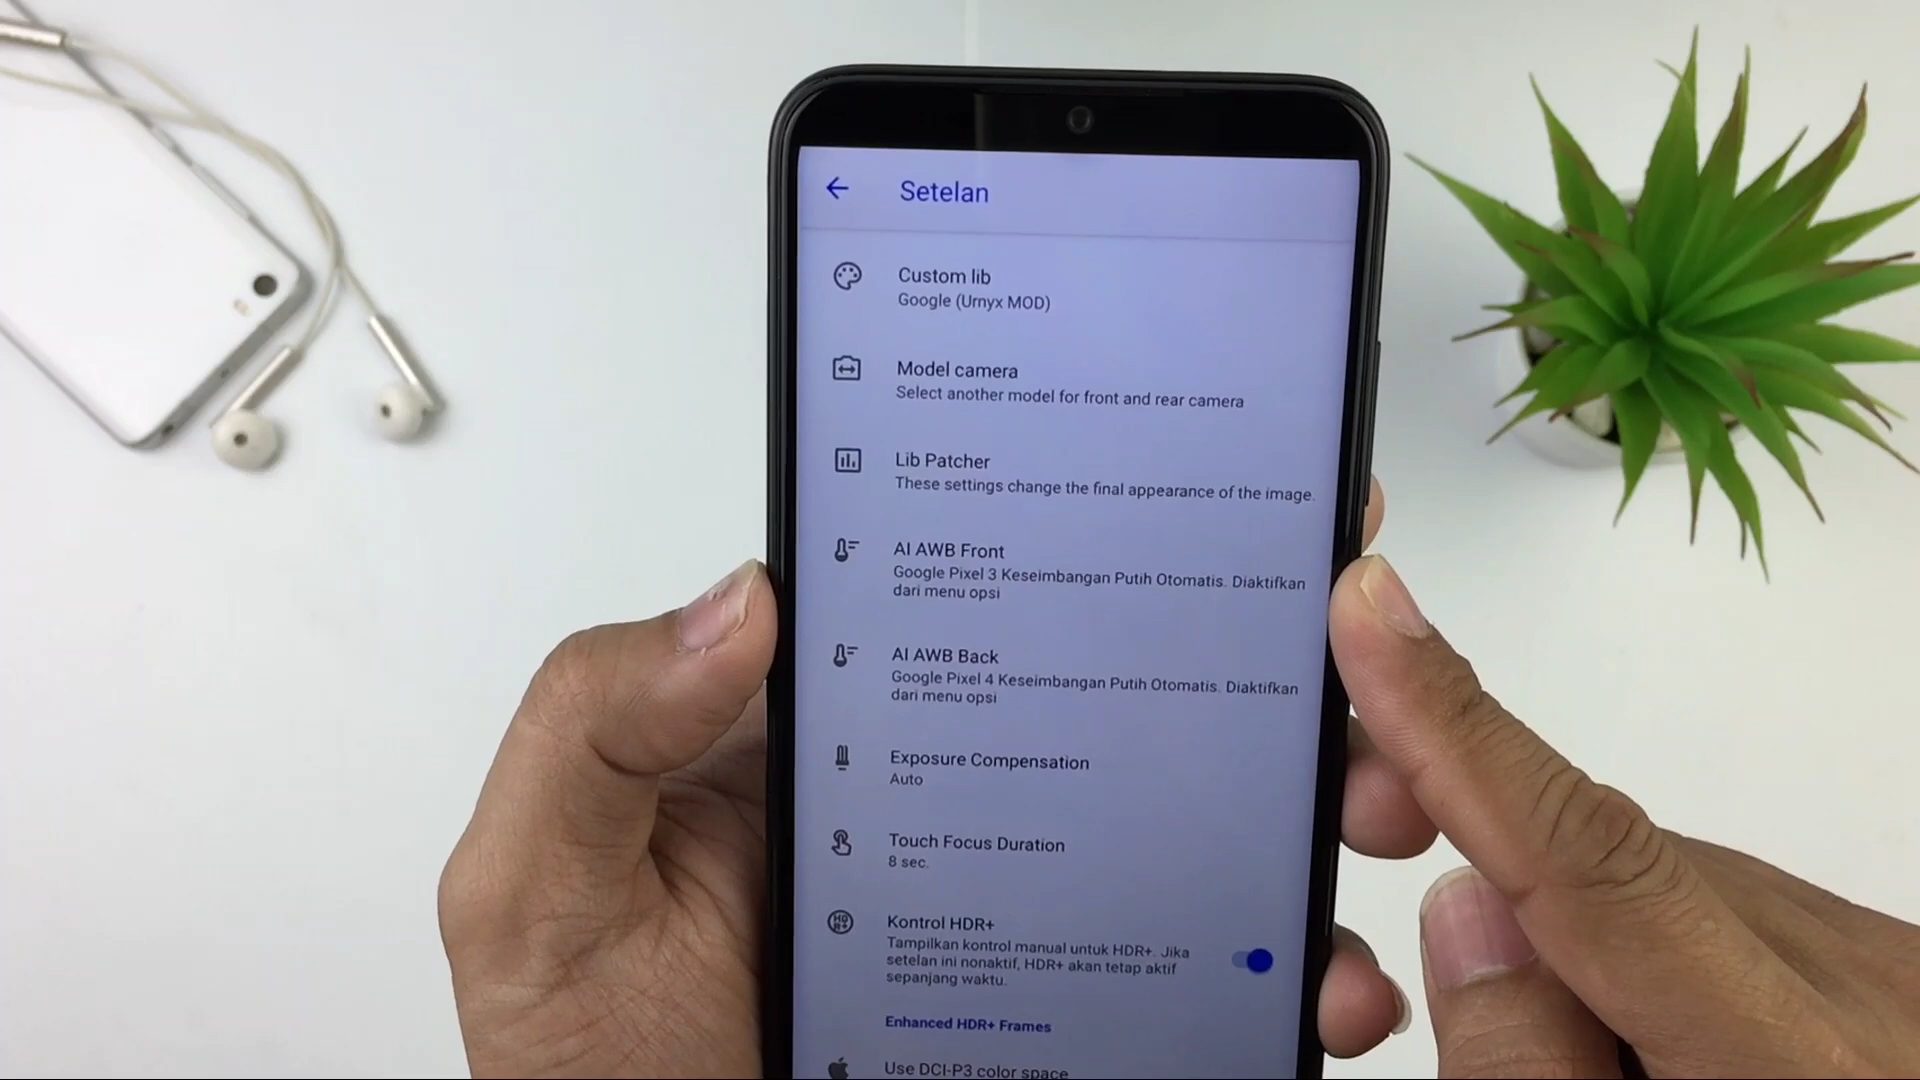 Setelan
Custom lib
Google (Urnyx MOD)
Model camera
Select another model for front and rear camera
Lib Patcher
These settings change the final appearance of the image.
AI AWB Front
Google Pixel 3 Keseimbangan Putih Otomatis. Diaktifkan
dari menu opsi
AI AWB Back
Google Pixel 4 Keseimbangan Putih Otomatis. Diaktifkan
dari menu opsi
Exposure Compensation
Auto
Touch Focus Duration
8 sec.
Kontrol HDR+
Tampilkan kontrol manual untuk HDR+. Jika
setelan ini nonaktif, HDR+ akan tetap aktif
sepanjang waktu.
Enhanced HDR+ Frames
Use DCI-P3 color space